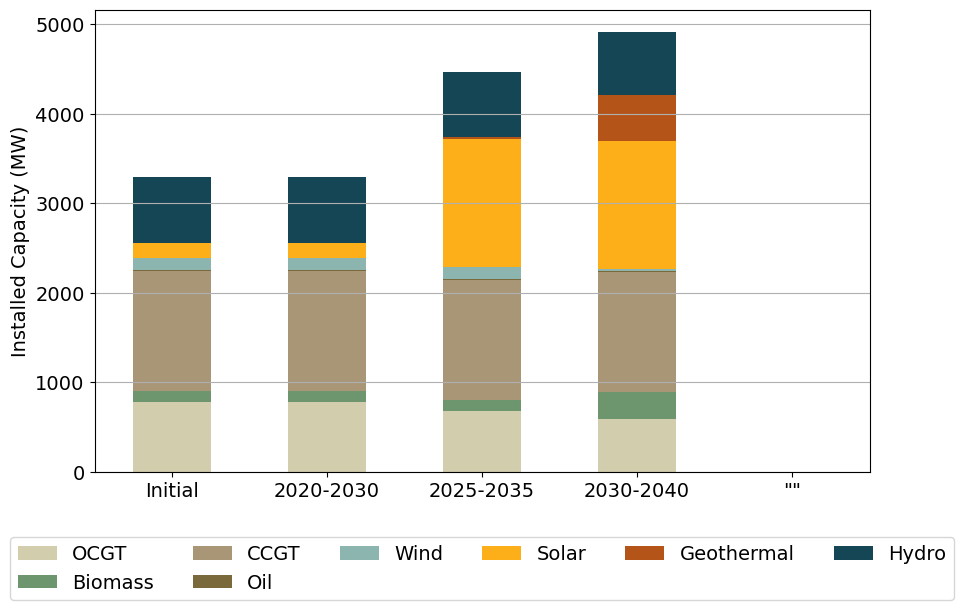 5000
4000
3000
2000
1000
0
Installed Capacity (MW)
Initial 2020-2030 2025-2035 2030-2040 ""
OCGT CCGT Wind Solar Geothermal Hydro
Biomass Oil